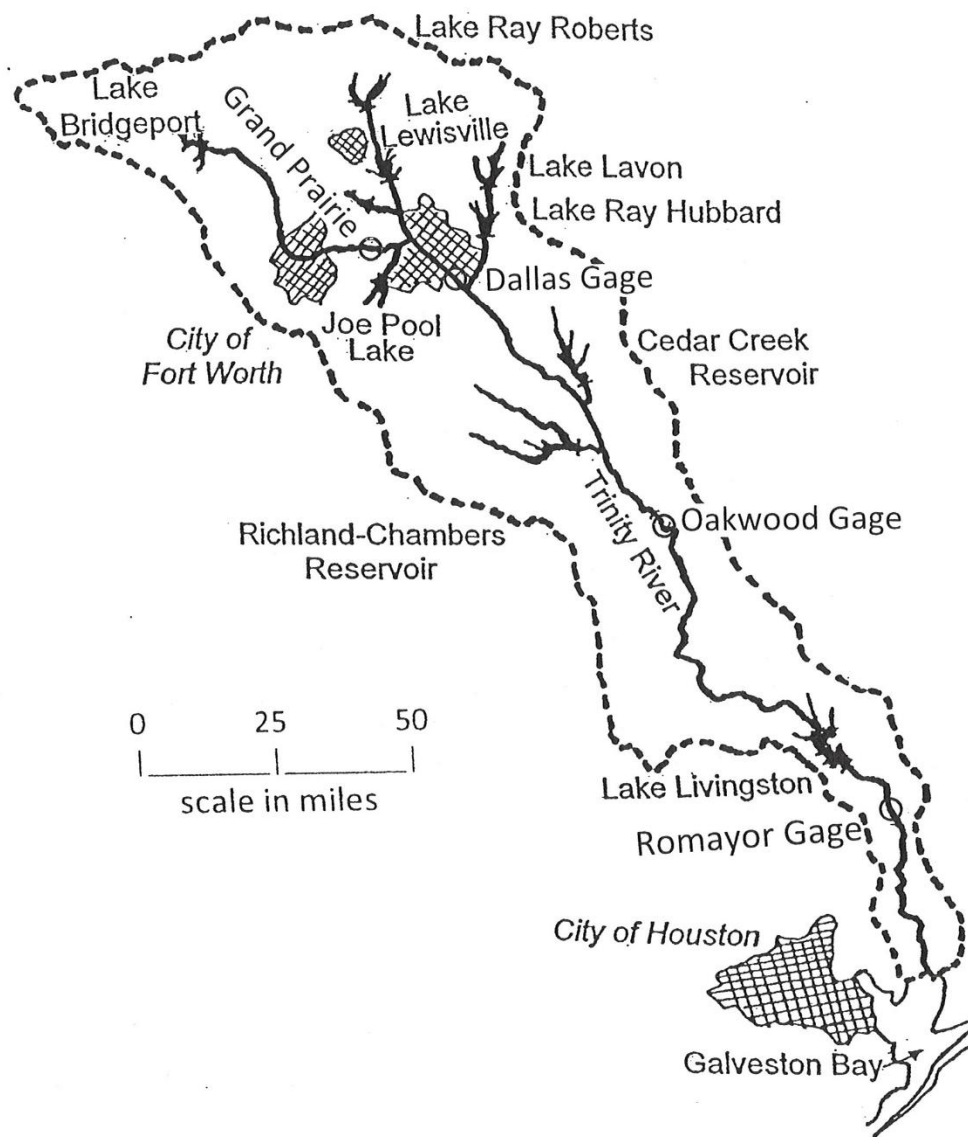 Lake Ray Roberts
Lake
Bridgeport
Grand Prairie
Lake
Lewisville
Lake Lavon
Lake Ray Hubbard
Dallas Gage
Joe Pool
Lake
City of
Fort Worth
Cedar Creek
Reservoir
Trinity River
Oakwood Gage
Richland-Chambers
Reservoir
0 25 50
scale in miles
Lake Livingston
Romayor Gage
City of Houston
Galveston Bay